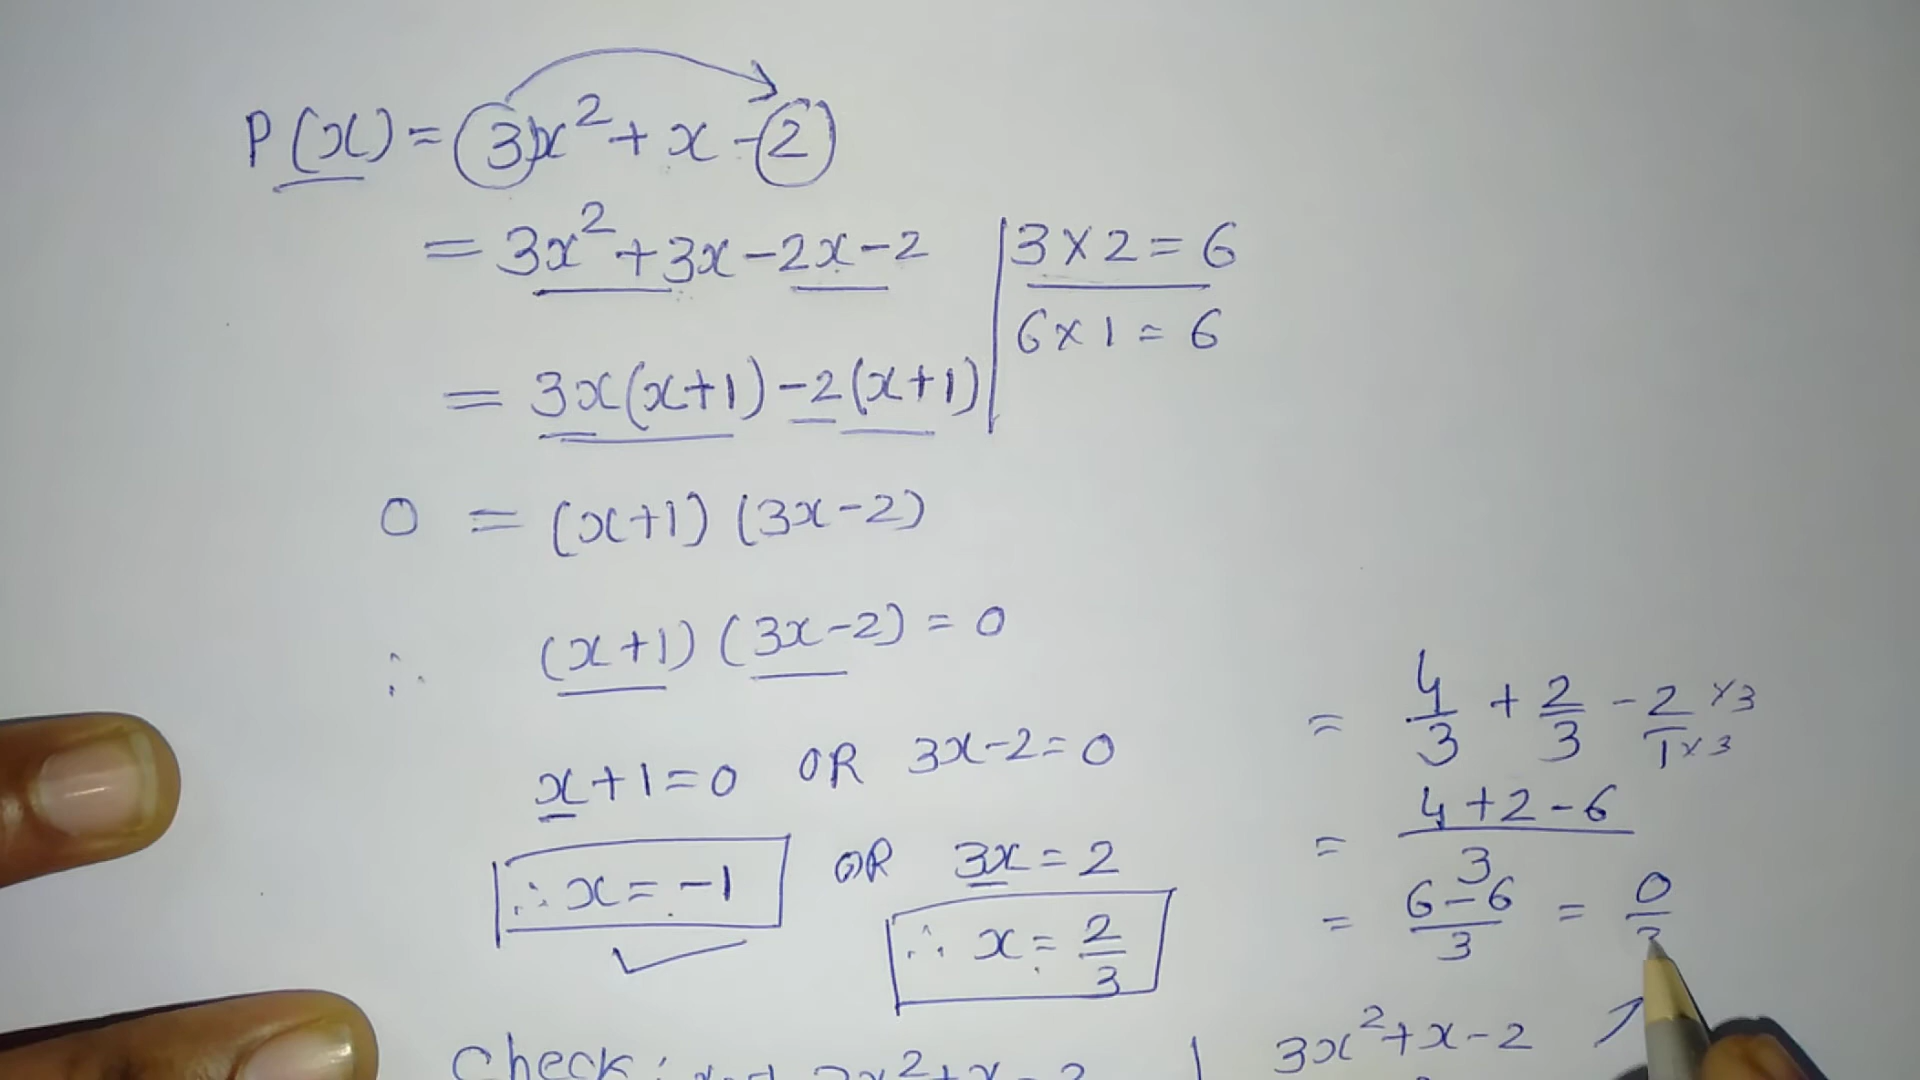 P(x) = 3x² + x - 2
= 3x² + 3x - 2x - 2
3 × 2 = 6
6 × 1 = 6
= 3x(x+1) - 2(x+1)
0 = (x+1) (3x-2)
∴ (x+1) (3x-2) = 0
x+1=0 OR 3x-2=0
∴ x = -1 OR 3x = 2
∴ x = 2/3
= 4/3 + 2/3 - 2/1 ×3 ×3
= 4+2-6/3
= 6-6/3 = 0/3
Check : 3x²+x-2
3x²+x-2